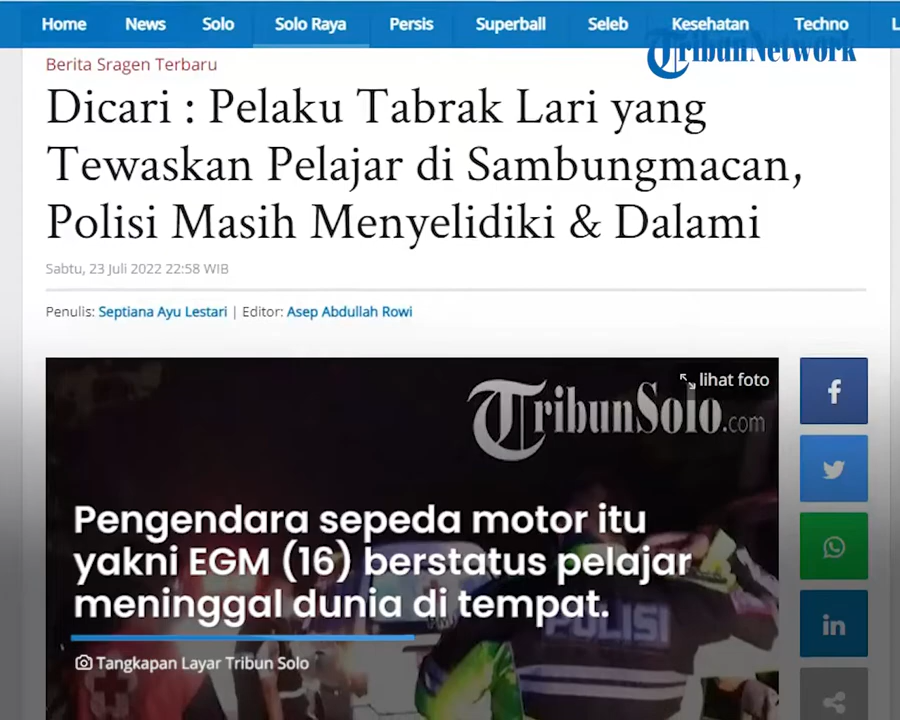 Home News Solo Solo Raya Persis Superball Seleb Kesehatan Techno L
TribunNetwork
Berita Sragen Terbaru
Dicari : Pelaku Tabrak Lari yang
Tewaskan Pelajar di Sambungmacan,
Polisi Masih Menyelidiki & Dalami
Sabtu, 23 Juli 2022 22:58 WIB
Penulis: Septiana Ayu Lestari | Editor: Asep Abdullah Rowi
lihat foto
TribunSolo.com
Pengendara sepeda motor itu
yakni EGM (16) berstatus pelajar
meninggal dunia di tempat.
POLISI
Tangkapan Layar Tribun Solo